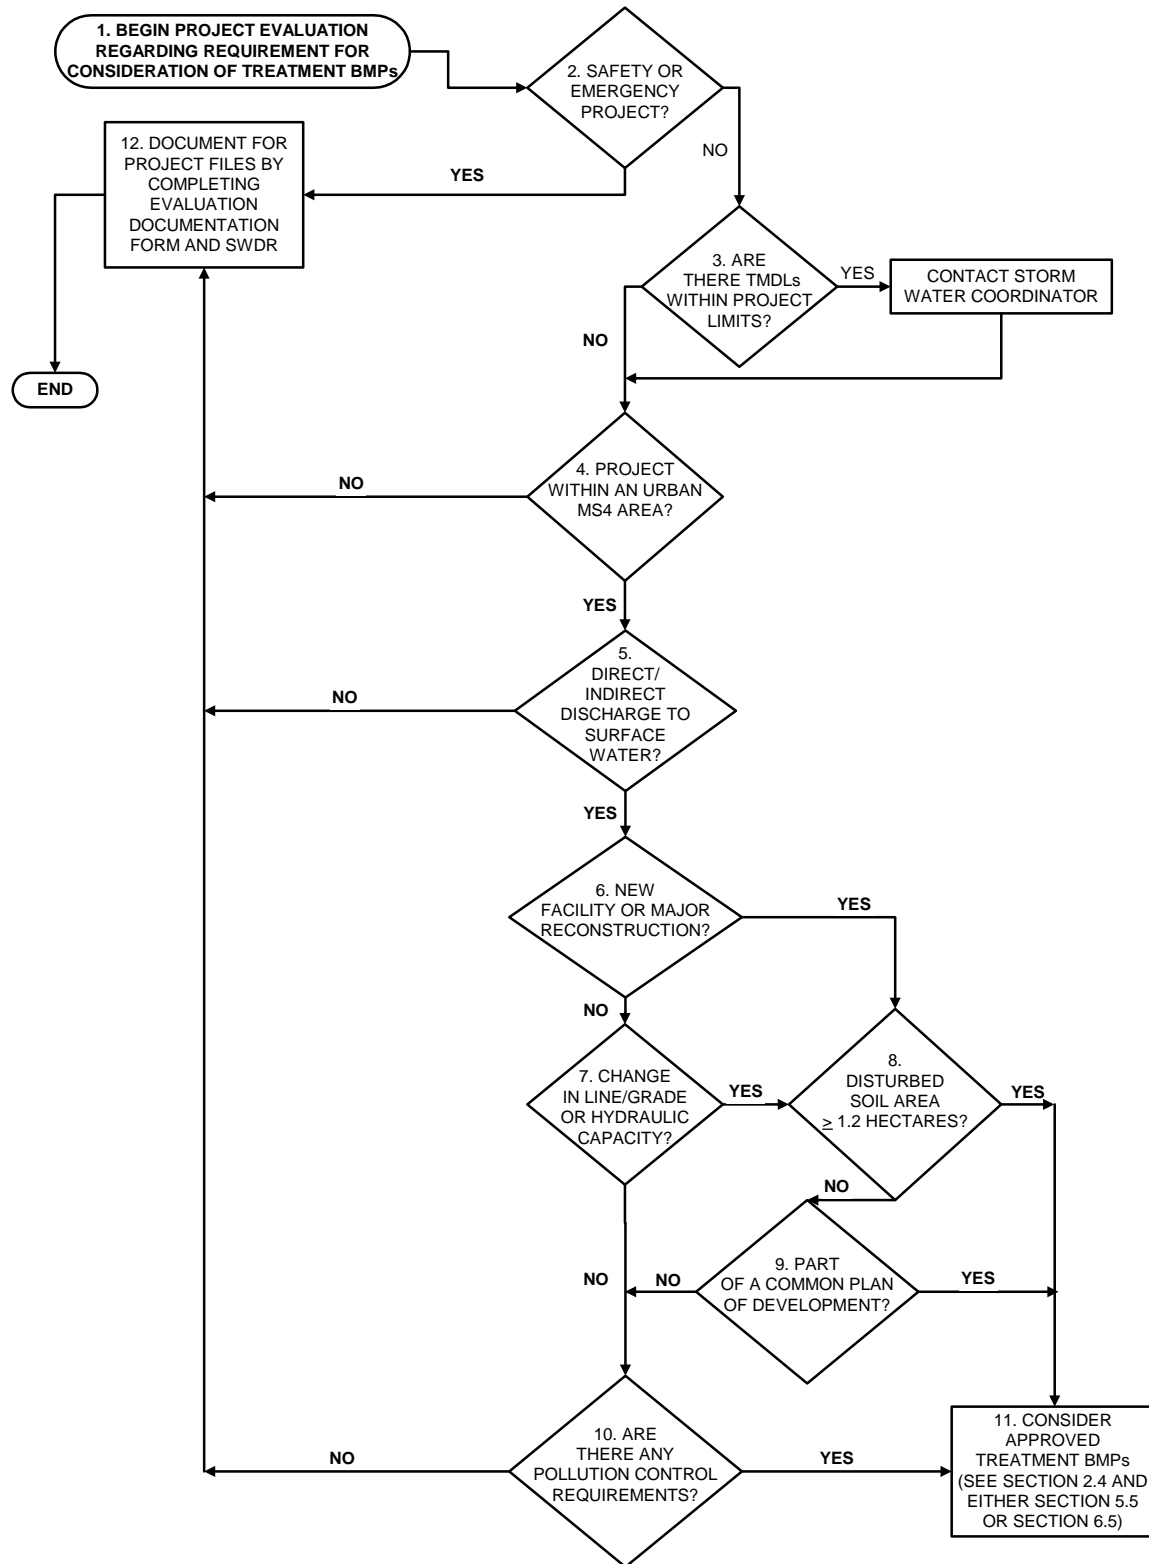 1. BEGIN PROJECT EVALUATION
REGARDING REQUIREMENT FOR
CONSIDERATION OF TREATMENT BMPs
2. SAFETY OR
EMERGENCY
PROJECT?
NO
YES
12. DOCUMENT FOR
PROJECT FILES BY
COMPLETING
EVALUATION
DOCUMENTATION
FORM AND SWDR
3. ARE
THERE TMDLs
WITHIN PROJECT
LIMITS?
YES
CONTACT STORM
WATER COORDINATOR
NO
END
4. PROJECT
WITHIN AN URBAN
MS4 AREA?
NO
YES
5.
DIRECT/
INDIRECT
DISCHARGE TO
SURFACE
WATER?
NO
YES
6. NEW
FACILITY OR MAJOR
RECONSTRUCTION?
YES
NO
7. CHANGE
IN LINE/GRADE
OR HYDRAULIC
CAPACITY?
YES
8.
DISTURBED
SOIL AREA
≥ 1.2 HECTARES?
YES
NO
9. PART
OF A COMMON PLAN
OF DEVELOPMENT?
NO
NO
YES
10. ARE
THERE ANY
POLLUTION CONTROL
REQUIREMENTS?
NO
YES
11. CONSIDER
APPROVED
TREATMENT BMPs
(SEE SECTION 2.4 AND
EITHER SECTION 5.5
OR SECTION 6.5)